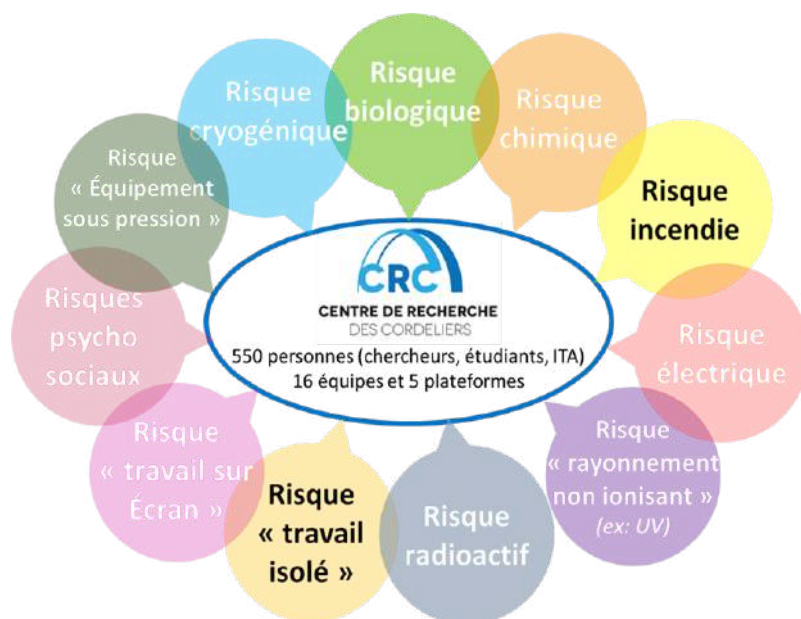 Risque
cryogénique
Risque
biologique
Risque
chimique
Risque
« Équipement
sous pression »
Risque
incendie
CRC
CENTRE DE RECHERCHE
DES CORDELIERS
550 personnes (chercheurs, étudiants, ITA)
16 équipes et 5 plateformes
Risques
psycho
sociaux
Risque
électrique
Risque
« travail sur
Écran »
Risque
« travail
isolé »
Risque
radioactif
Risque
« rayonnement
non ionisant »
(ex: UV)